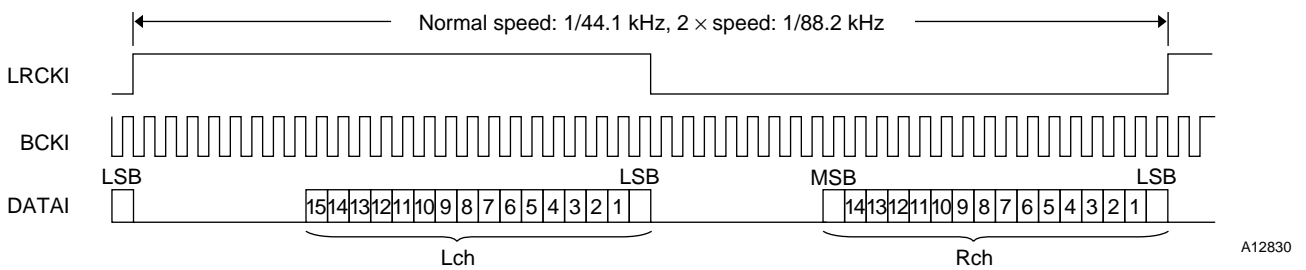 Normal speed: 1/44.1 kHz, 2 × speed: 1/88.2 kHz
LRCKI
BCKI
LSB LSB MSB LSB
DATAI 15 14 13 12 11 10 9 8 7 6 5 4 3 2 1 14 13 12 11 10 9 8 7 6 5 4 3 2 1
Lch Rch
A12830